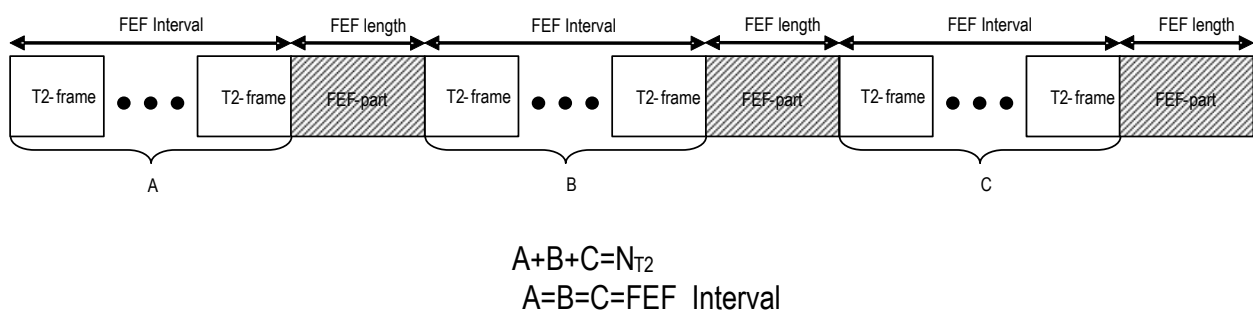 FEF Interval FEF length FEF Interval FEF length FEF Interval FEF length
T2-frame T2-frame FEF-part T2-frame T2-frame FEF-part T2-frame T2-frame FEF-part
A B C
A+B+C=NT2
A=B=C=FEF Interval